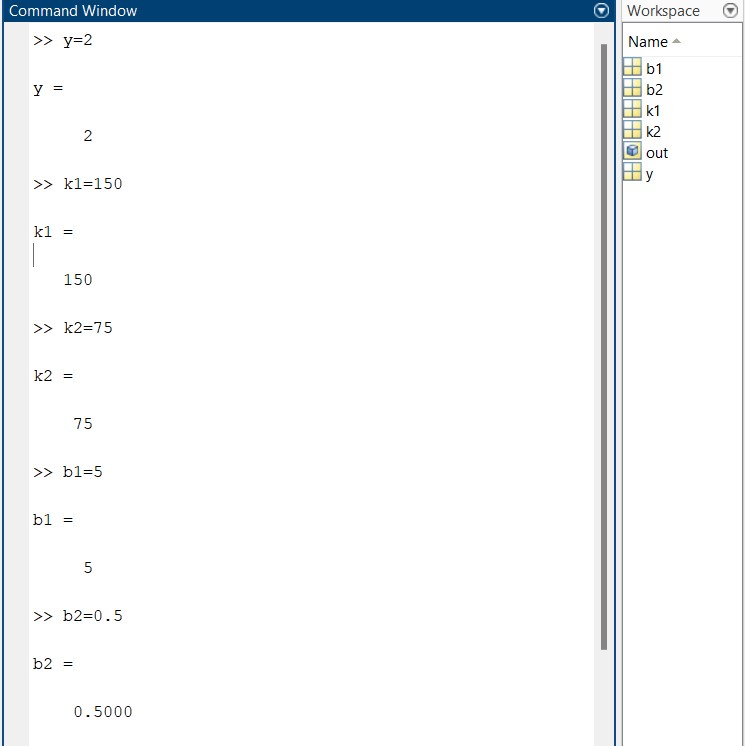 Command Window
>> y=2
y =
2
>> k1=150
k1 =
150
>> k2=75
k2 =
75
>> b1=5
b1 =
5
>> b2=0.5
b2 =
0.5000
Workspace
Name
b1
b2
k1
k2
out
y